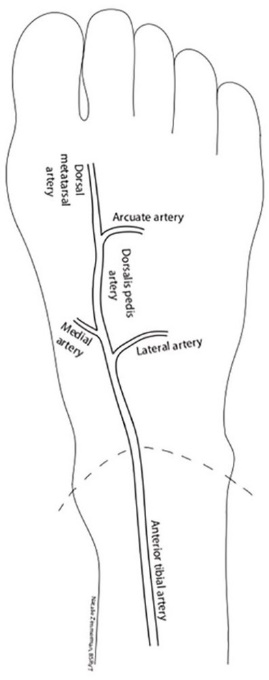 Dorsal
metatarsal
artery
Arcuate artery
Dorsalis pedis
artery
Medial
artery
Lateral artery
Anterior tibial artery